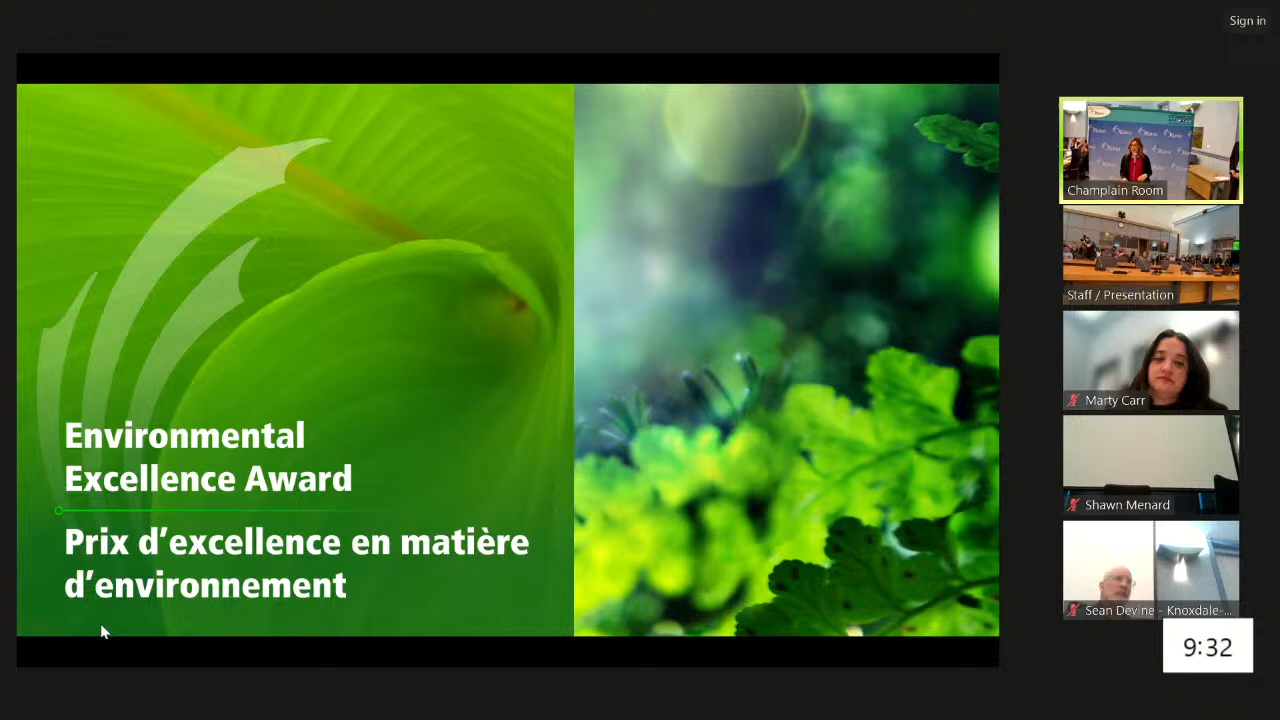 Sign in
Environmental
Excellence Award
Prix d’excellence en matière
d’environnement
Champlain Room
Staff / Presentation
Marty Carr
Shawn Menard
Sean Devine - Knoxdale-...
9:32